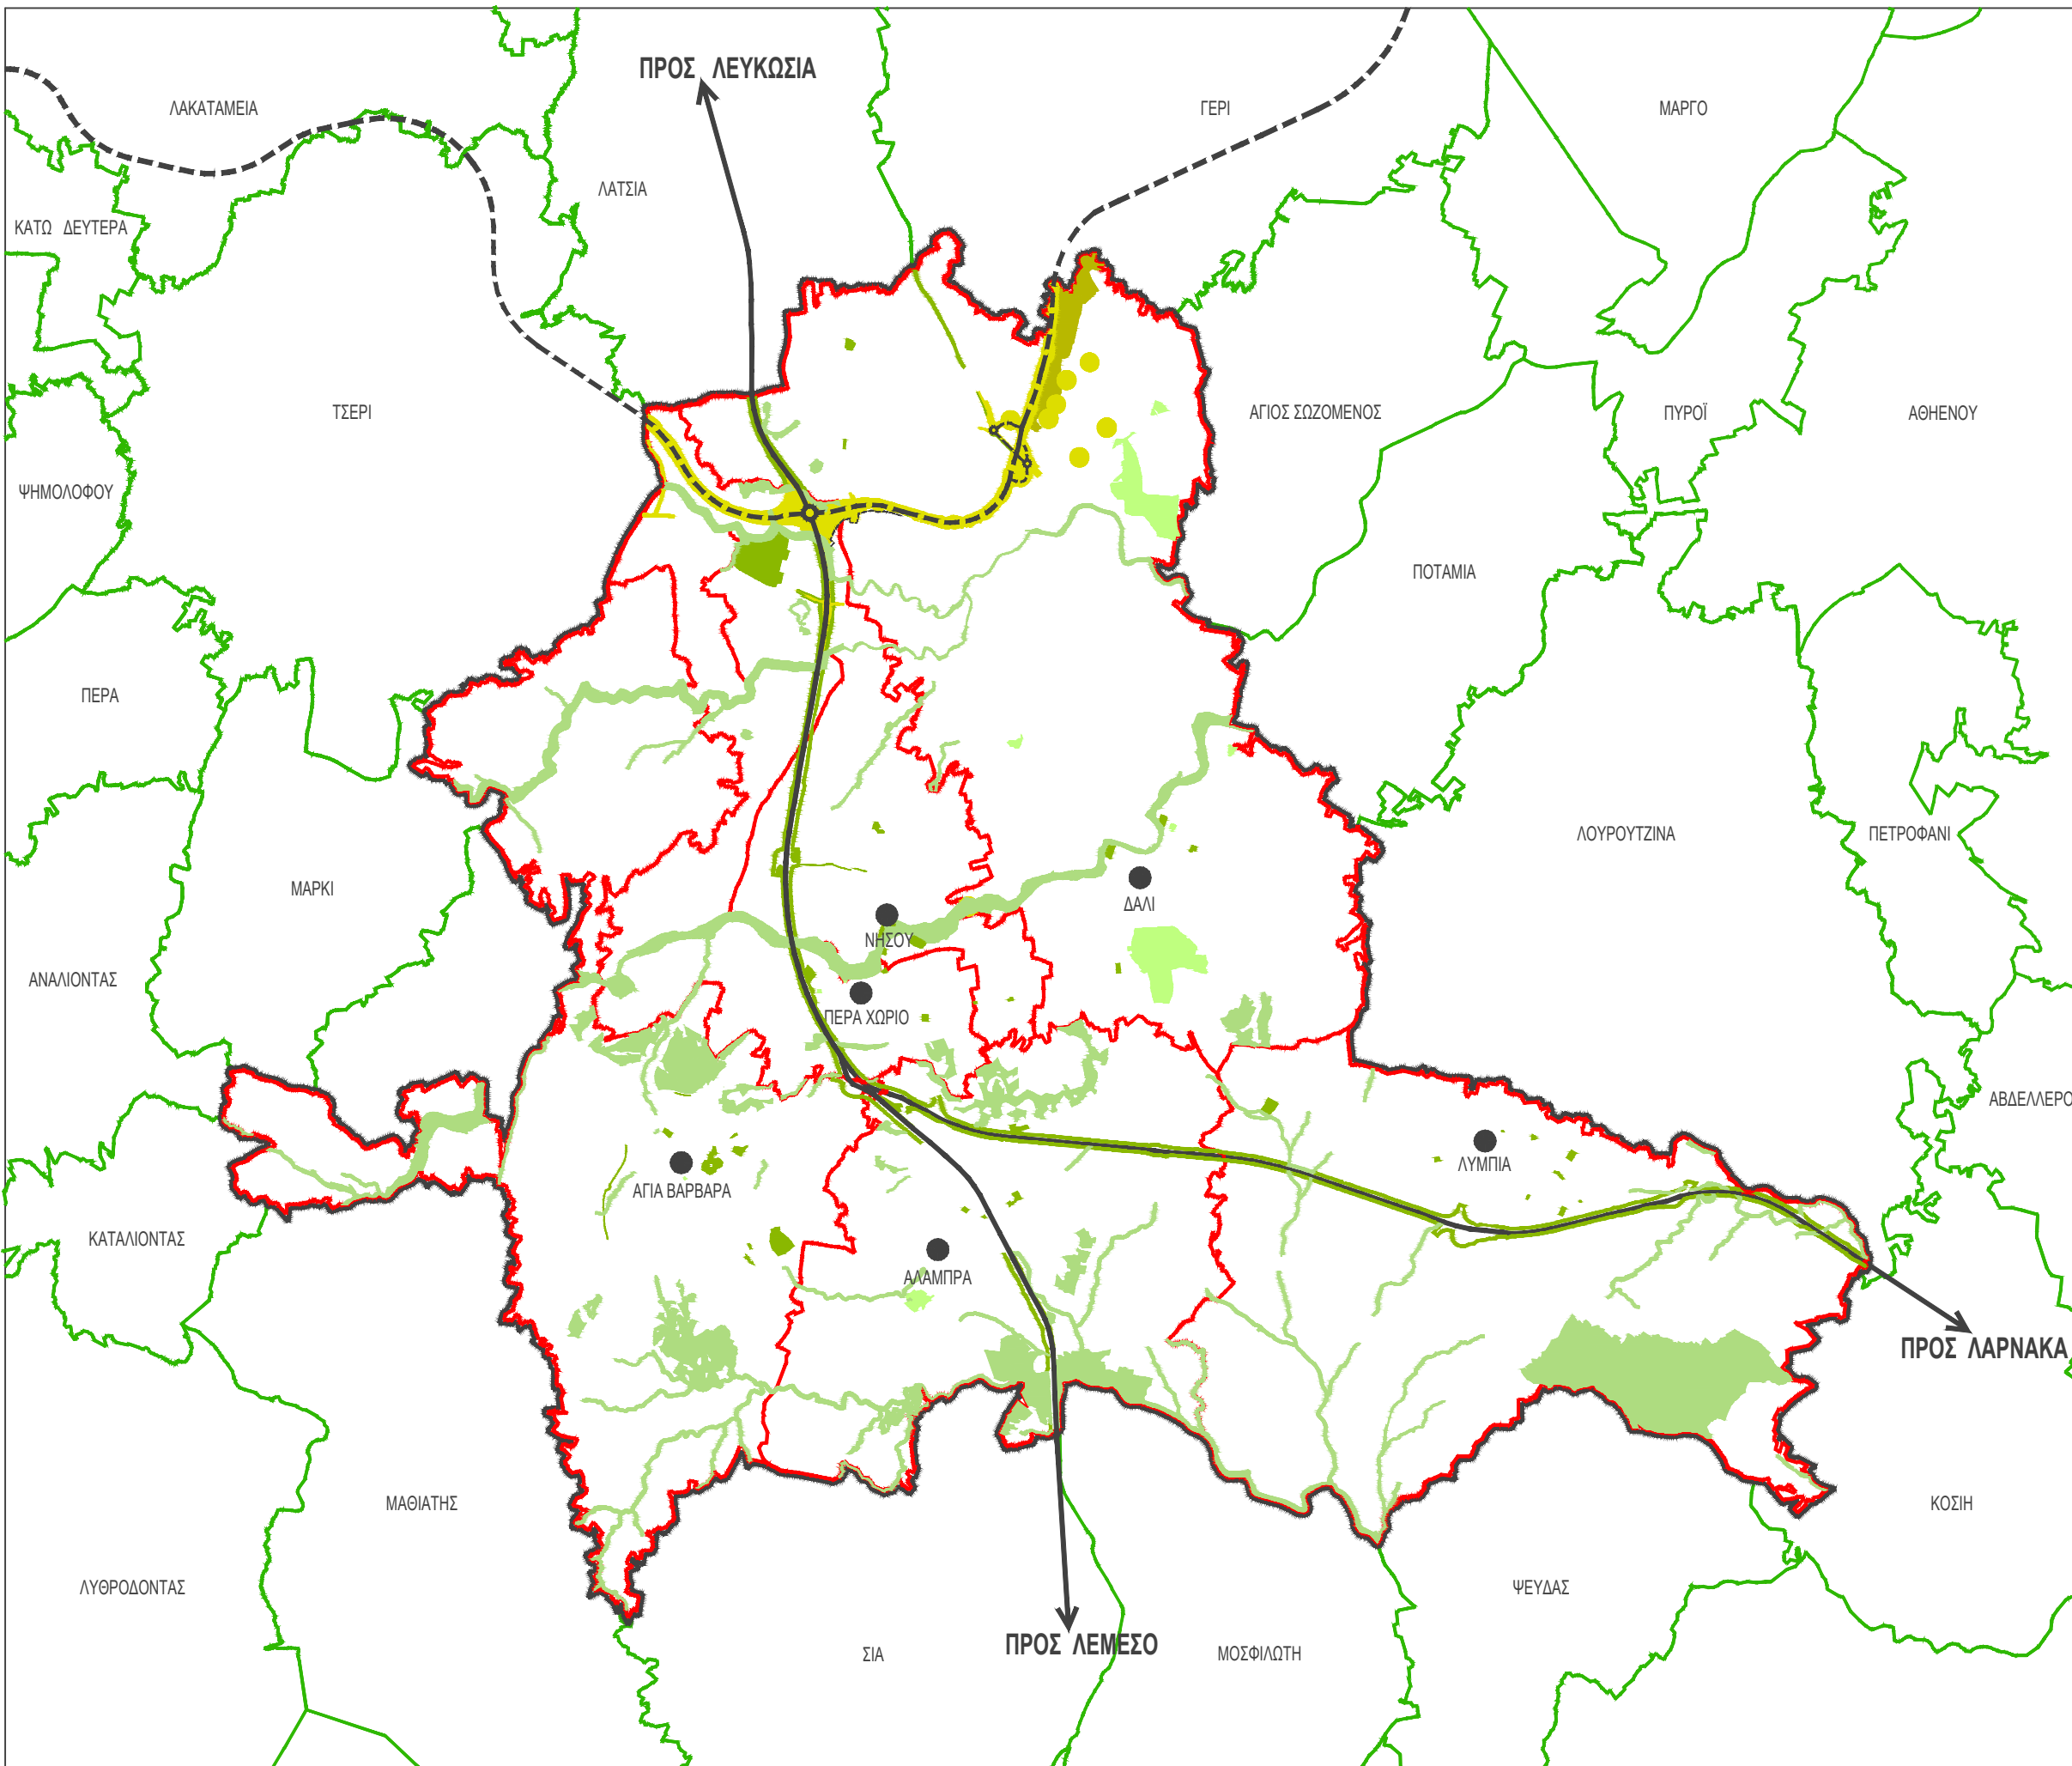 ΠΡΟΣ ΛΕΥΚΩΣΙΑ
ΛΑΚΑΤΑΜΕΙΑ
ΓΕΡΙ
ΜΑΡΓΟ
ΛΑΤΣΙΑ
ΚΑΤΩ ΔΕΥΤΕΡΑ
ΤΣΕΡΙ
ΑΓΙΟΣ ΣΩΖΟΜΕΝΟΣ
ΠΥΡΟΪ
ΑΘΗΕΝΟΥ
ΨΗΜΟΛΟΦΟΥ
ΠΟΤΑΜΙΑ
ΠΕΡΑ
ΛΟΥΡΟΥΤΖΙΝΑ
ΠΕΤΡΟΦΑΝΙ
ΜΑΡΚΙ
ΔΑΛΙ
ΝΗΣΟΥ
ΑΝΑΛΙΟΝΤΑΣ
ΠΕΡΑ ΧΩΡΙΟ
ΑΒΔΕΛΛΕΡΟ
ΛΥΜΠΙΑ
ΑΓΙΑ ΒΑΡΒΑΡΑ
ΚΑΤΑΛΙΟΝΤΑΣ
ΑΛΑΜΠΡΑ
ΠΡΟΣ ΛΑΡΝΑΚΑ
ΜΑΘΙΑΤΗΣ
ΚΟΣΙΗ
ΛΥΘΡΟΔΟΝΤΑΣ
ΨΕΥΔΑΣ
ΠΡΟΣ ΛΕΜΕΣΟ
ΣΙΑ
ΜΟΣΦΙΛΩΤΗ